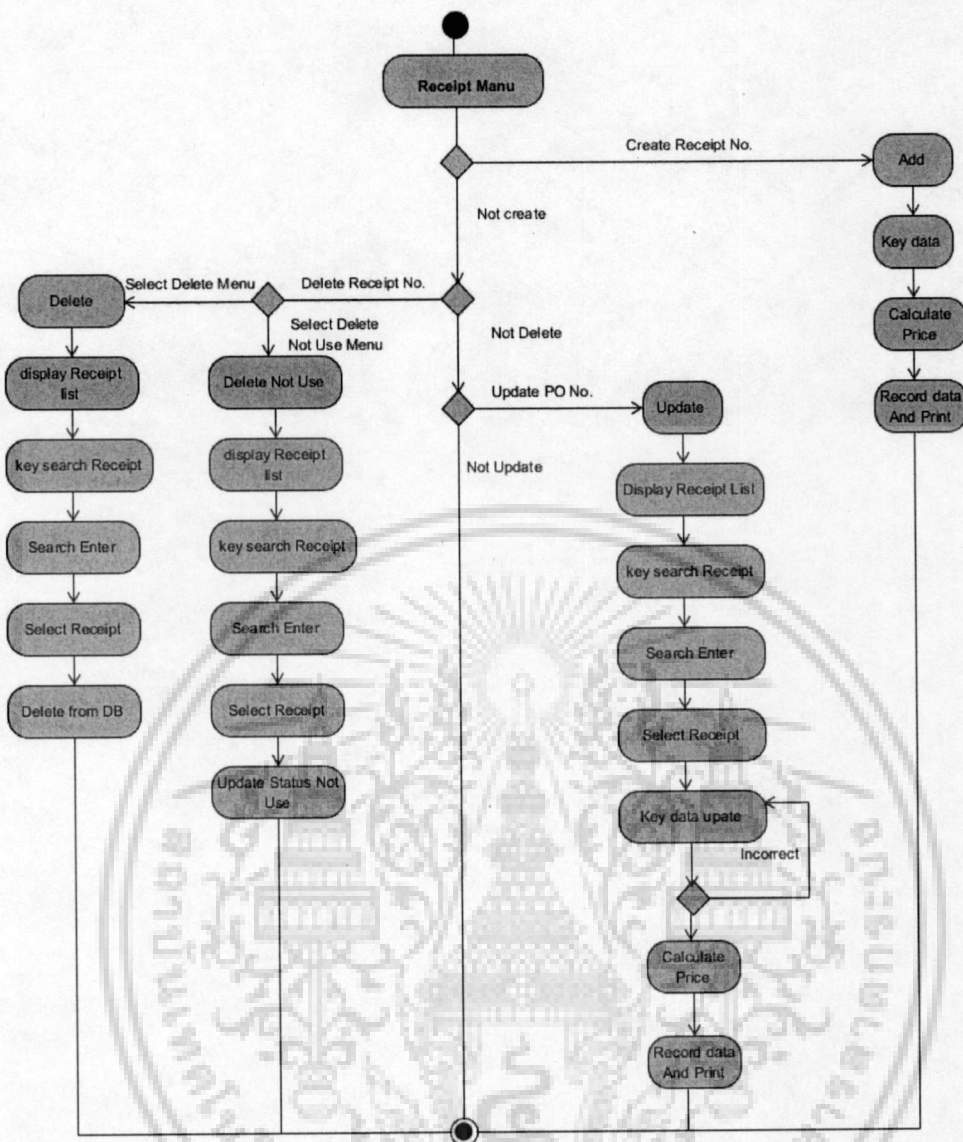 Receipt Manu
Create Receipt No.
Add
Not create
Key data
Select Delete Menu
Delete Receipt No.
Delete
Calculate
Price
Select Delete
Not Use Menu
Not Delete
display Receipt
list
Delete Not Use
Update PO No.
Update
Record data
And Print
key search Receipt
display Receipt
list
Not Update
Display Receipt List
Search Enter
key search Receipt
key search Receipt
Select Receipt
Search Enter
Search Enter
Delete from DB
Select Receipt
Select Receipt
Update Status Not
Use
Key data upate
Incorrect
Calculate
Price
Record data
And Print